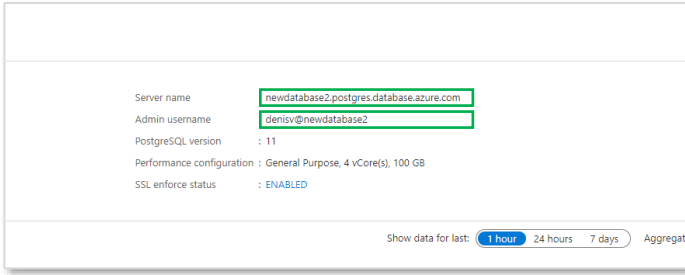 Server name newdatabase2.postgres.database.azure.com
Admin username denisv@newdatabase2
PostgreSQL version : 11
Performance configuration : General Purpose, 4 vCore(s), 100 GB
SSL enforce status : ENABLED
Show data for last: 1 hour 24 hours 7 days Aggregat